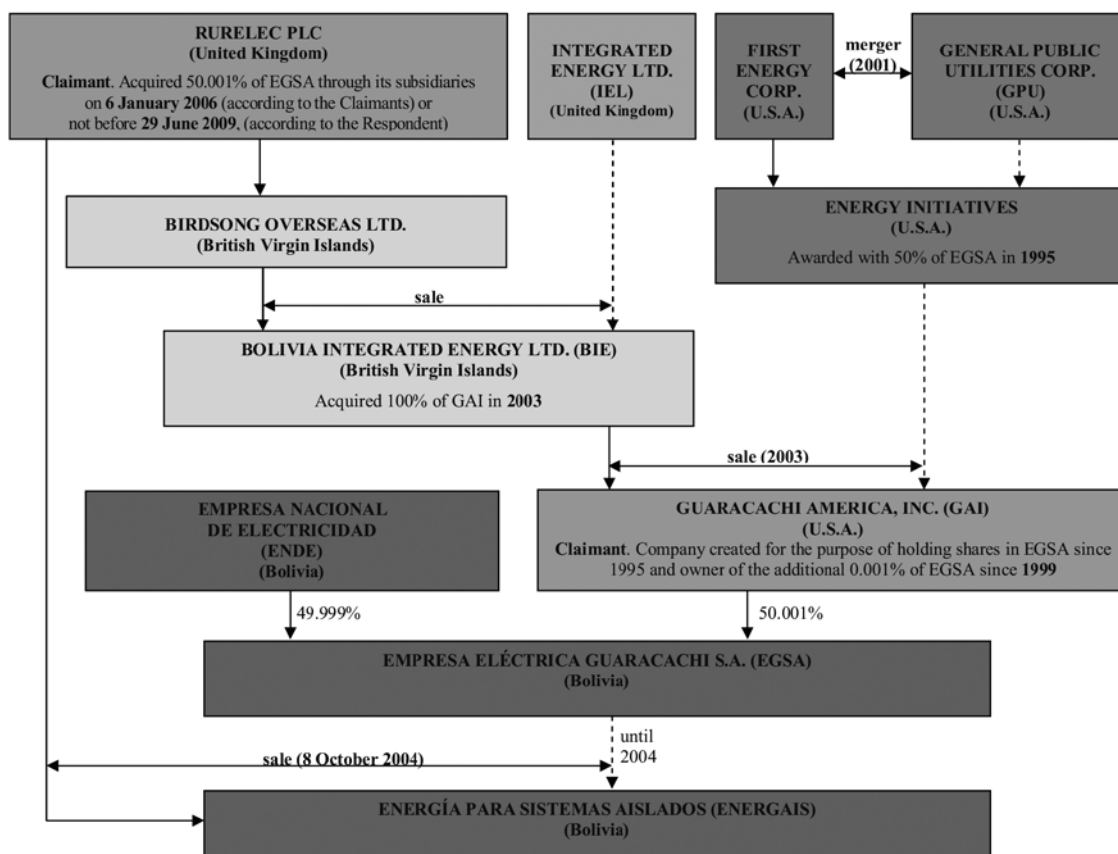 RURELEC PLC
(United Kingdom)
Claimant. Acquired 50.001% of EGSA through its subsidiaries
on 6 January 2006 (according to the Claimants) or
not before 29 June 2009, (according to the Respondent)
INTEGRATED
ENERGY LTD.
(IEL)
(United Kingdom)
FIRST
ENERGY
CORP.
(U.S.A.)
merger
(2001)
GENERAL PUBLIC
UTILITIES CORP.
(GPU)
(U.S.A.)
BIRDSONG OVERSEAS LTD.
(British Virgin Islands)
ENERGY INITIATIVES
(U.S.A.)
Awarded with 50% of EGSA in 1995
sale
BOLIVIA INTEGRATED ENERGY LTD. (BIE)
(British Virgin Islands)
Acquired 100% of GAI in 2003
sale (2003)
EMPRESA NACIONAL
DE ELECTRICIDAD
(ENDE)
(Bolivia)
GUARACACHI AMERICA, INC. (GAI)
(U.S.A.)
Claimant. Company created for the purpose of holding shares in EGSA since
1995 and owner of the additional 0.001% of EGSA since 1999
49.999%
50.001%
EMPRESA ELÉCTRICA GUARACACHI S.A. (EGSA)
(Bolivia)
until
2004
sale (8 October 2004)
ENERGÍA PARA SISTEMAS AISLADOS (ENERGAIS)
(Bolivia)